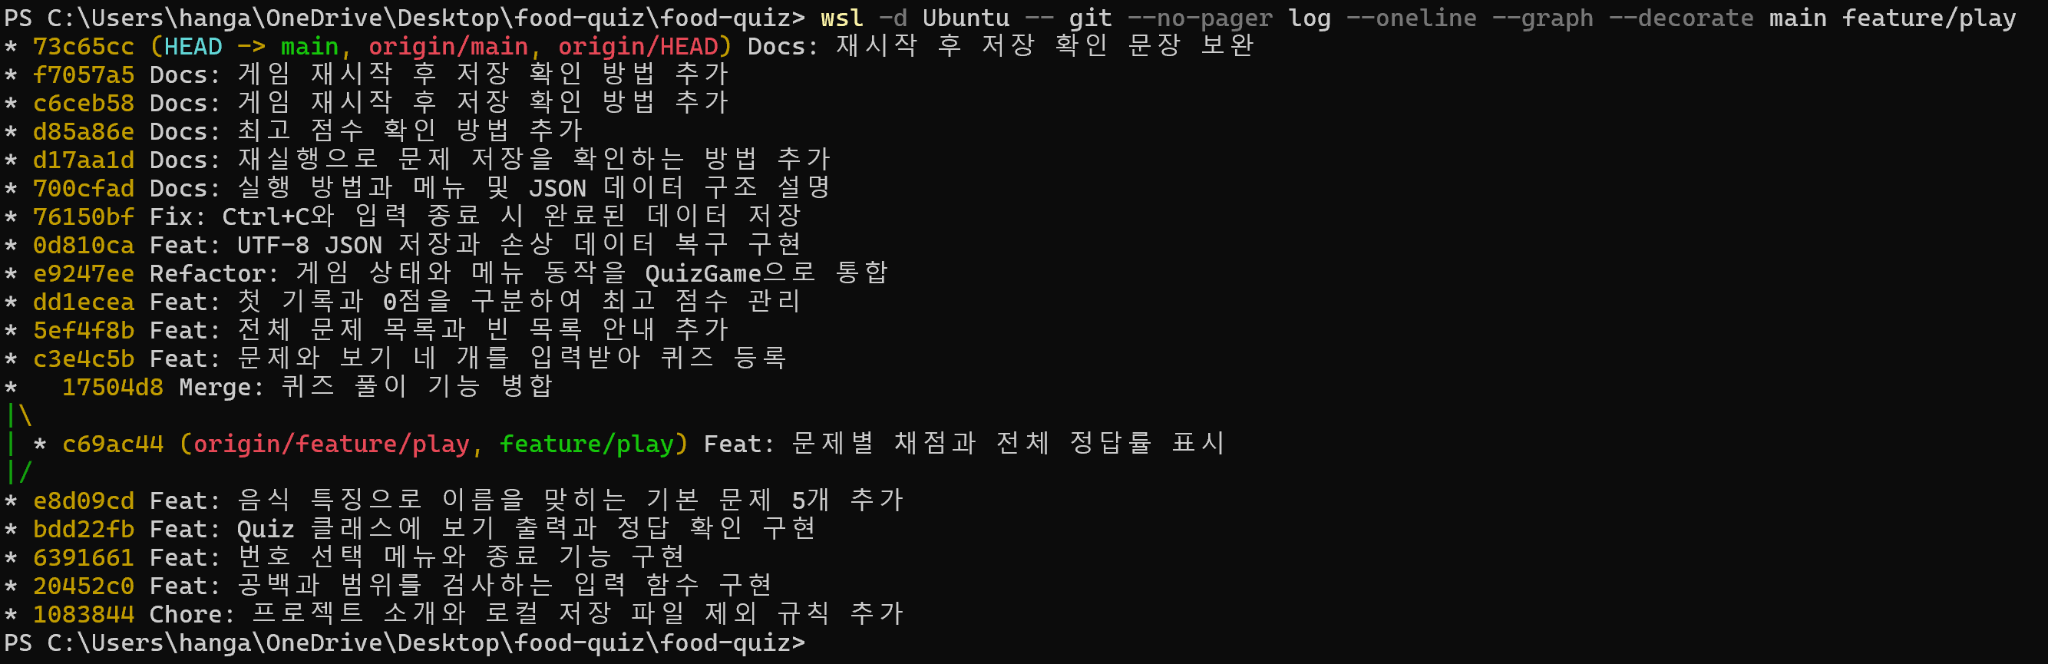 PS C:\Users\hanga\OneDrive\Desktop\food-quiz\food-quiz> wsl -d Ubuntu -- git --no-pager log --oneline --graph --decorate main feature/play
* 73c65cc (HEAD -> main, origin/main, origin/HEAD) Docs: 재시작 후 저장 확인 문장 보완
* f7057a5 Docs: 게임 재시작 후 저장 확인 방법 추가
* c6ceb58 Docs: 게임 재시작 후 저장 확인 방법 추가
* d85a86e Docs: 최고 점수 확인 방법 추가
* d17aa1d Docs: 재실행으로 문제 저장을 확인하는 방법 추가
* 700cfad Docs: 실행 방법과 메뉴 및 JSON 데이터 구조 설명
* 76150bf Fix: Ctrl+C와 입력 종료 시 완료된 데이터 저장
* 0d810ca Feat: UTF-8 JSON 저장과 손상 데이터 복구 구현
* e9247ee Refactor: 게임 상태와 메뉴 동작을 QuizGame으로 통합
* dd1ecea Feat: 첫 기록과 0점을 구분하여 최고 점수 관리
* 5ef4f8b Feat: 전체 문제 목록과 빈 목록 안내 추가
* c3e4c5b Feat: 문제와 보기 네 개를 입력받아 퀴즈 등록
*   17504d8 Merge: 퀴즈 풀이 기능 병합
|\
| * c69ac44 (origin/feature/play, feature/play) Feat: 문제별 채점과 전체 정답률 표시
|/
* e8d09cd Feat: 음식 특징으로 이름을 맞히는 기본 문제 5개 추가
* bdd22fb Feat: Quiz 클래스에 보기 출력과 정답 확인 구현
* 6391661 Feat: 번호 선택 메뉴와 종료 기능 구현
* 20452c0 Feat: 공백과 범위를 검사하는 입력 함수 구현
* 1083844 Chore: 프로젝트 소개와 로컬 저장 파일 제외 규칙 추가
PS C:\Users\hanga\OneDrive\Desktop\food-quiz\food-quiz>